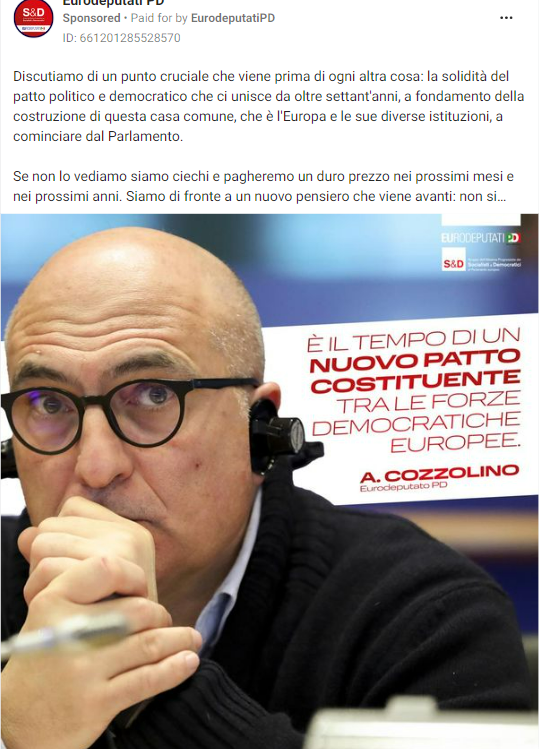 Eurodeputati PD
Sponsored • Paid for by EurodeputatiPD
ID: 661201285528570
Discutiamo di un punto cruciale che viene prima di ogni altra cosa: la solidità del
patto politico e democratico che ci unisce da oltre settant'anni, a fondamento della
costruzione di questa casa comune, che è l'Europa e le sue diverse istituzioni, a
cominciare dal Parlamento.
Se non lo vediamo siamo ciechi e pagheremo un duro prezzo nei prossimi mesi e
nei prossimi anni. Siamo di fronte a un nuovo pensiero che viene avanti: non si...
S&D
EURODEPUTATI PD
S&D
Socialisti e Democratici
È IL TEMPO DI UN
NUOVO PATTO
COSTITUENTE
TRA LE FORZE
DEMOCRATICHE
EUROPEE.
A. COZZOLINO
Eurodeputato PD